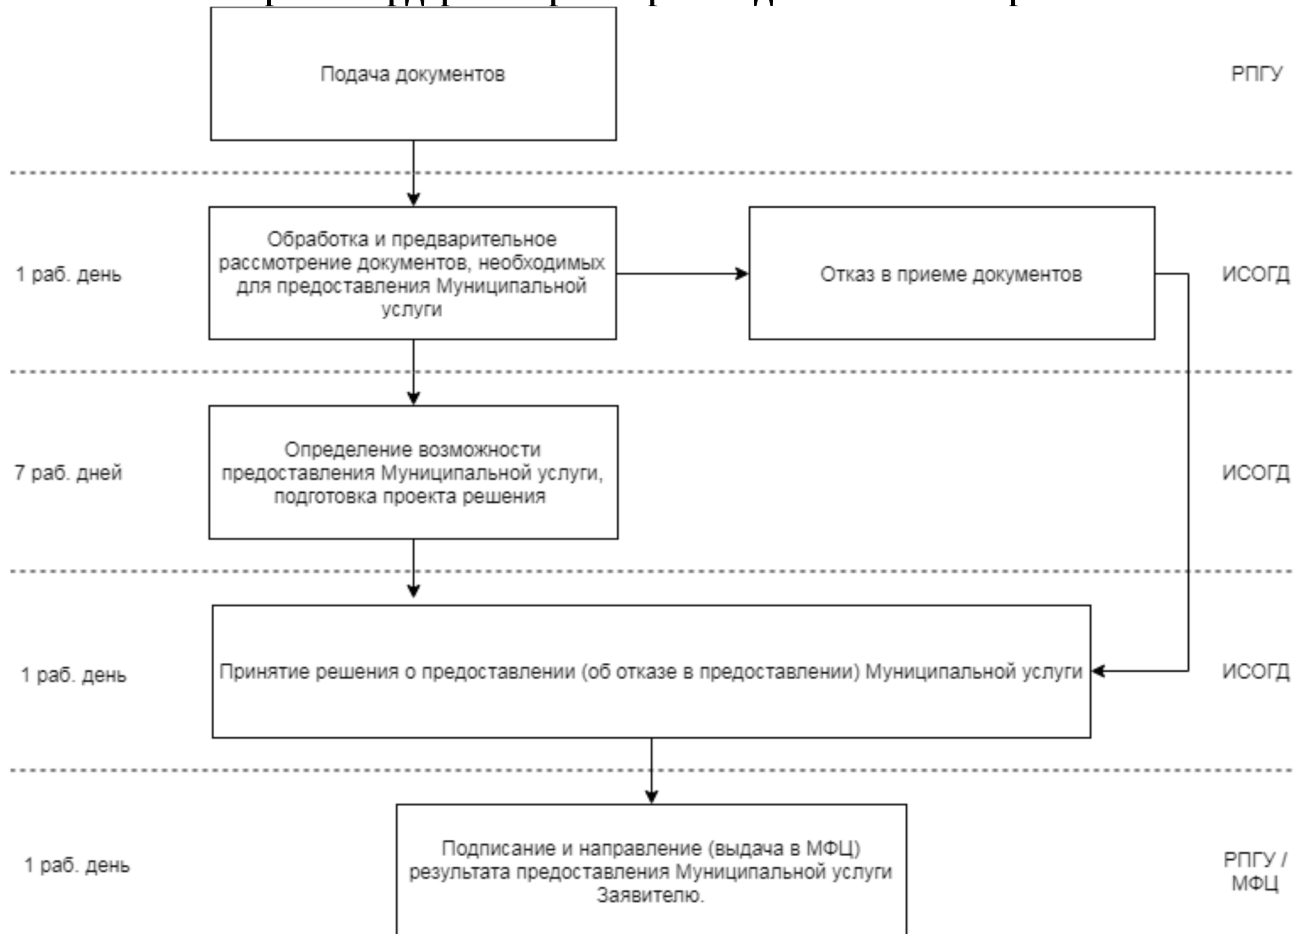 Подача документов
РПГУ
1 раб. день
Обработка и предварительное
рассмотрение документов, необходимых
для предоставления Муниципальной
услуги
Отказ в приеме документов
ИСОГД
7 раб. дней
Определение возможности
предоставления Муниципальной услуги,
подготовка проекта решения
ИСОГД
1 раб. день
Принятие решения о предоставлении (об отказе в предоставлении) Муниципальной услуги
ИСОГД
1 раб. день
Подписание и направление (выдача в МФЦ)
результата предоставления Муниципальной услуги
Заявителю.
РПГУ /
МФЦ